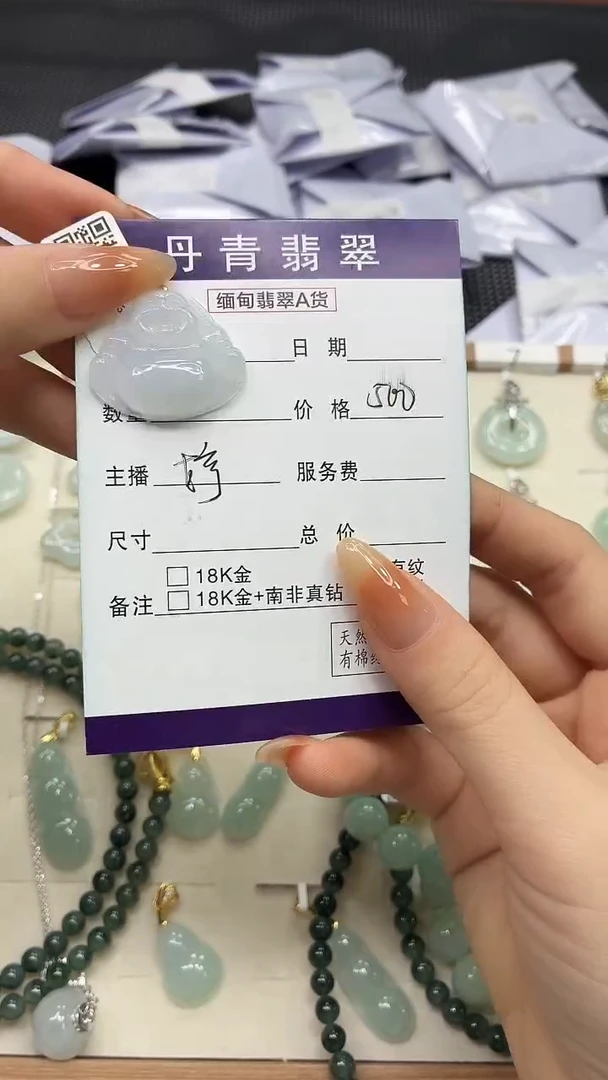 丹青翡翠
缅甸翡翠A货
日 期
数量 价 格 500
主播 服务费
尺寸 总 价
18K金 有纹
备注 18K金+南非真钻
天然
有棉